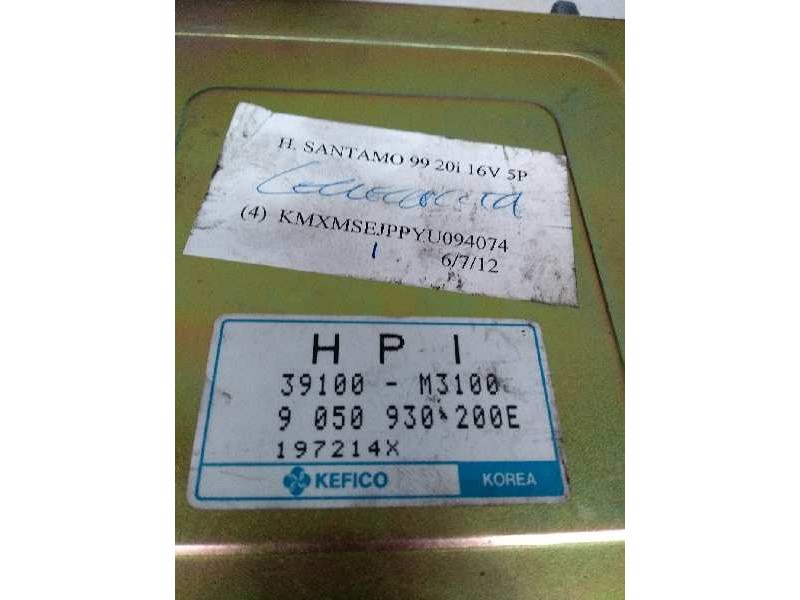 H. SANTAMO 99 20i 16V 5P
(4) KMXMSEJPPYU094074
1 6/7/12
H P I
39100 - M3100
9 050 930 200E
197214X
KEFICO KOREA